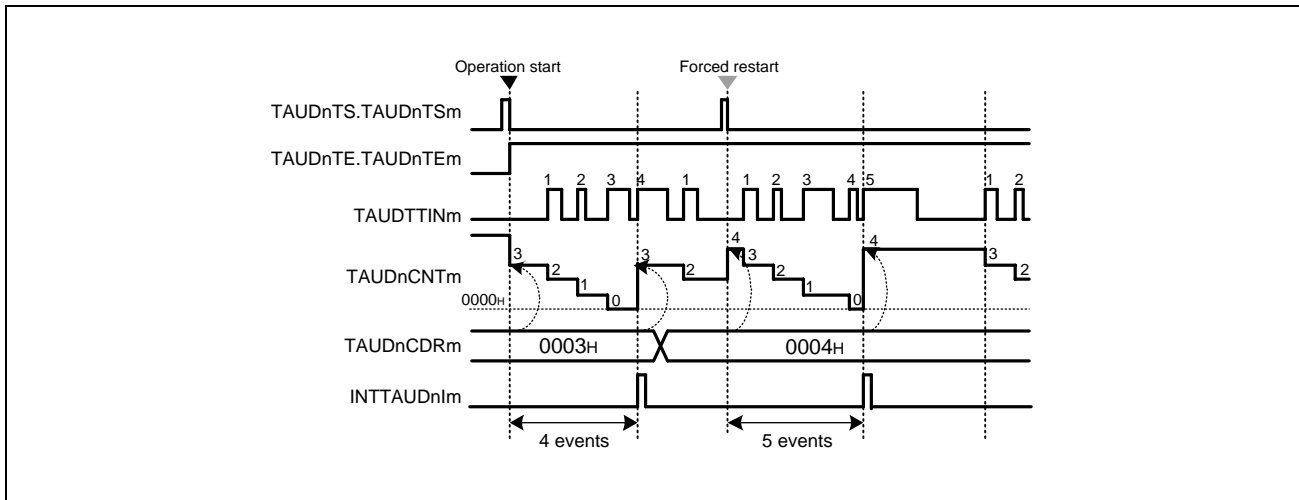 Operation start Forced restart
TAUDnTS.TAUDnTSm
TAUDnTE.TAUDnTEm
1 2 3 4 1 1 2 3 4 5 1 2
TAUDTTINm
3 2 1 0 3 2 4 3 2 1 0 4 3 2
TAUDnCNTm
0000H
TAUDnCDRm 0003H 0004H
INTTAUDnIm
4 events 5 events